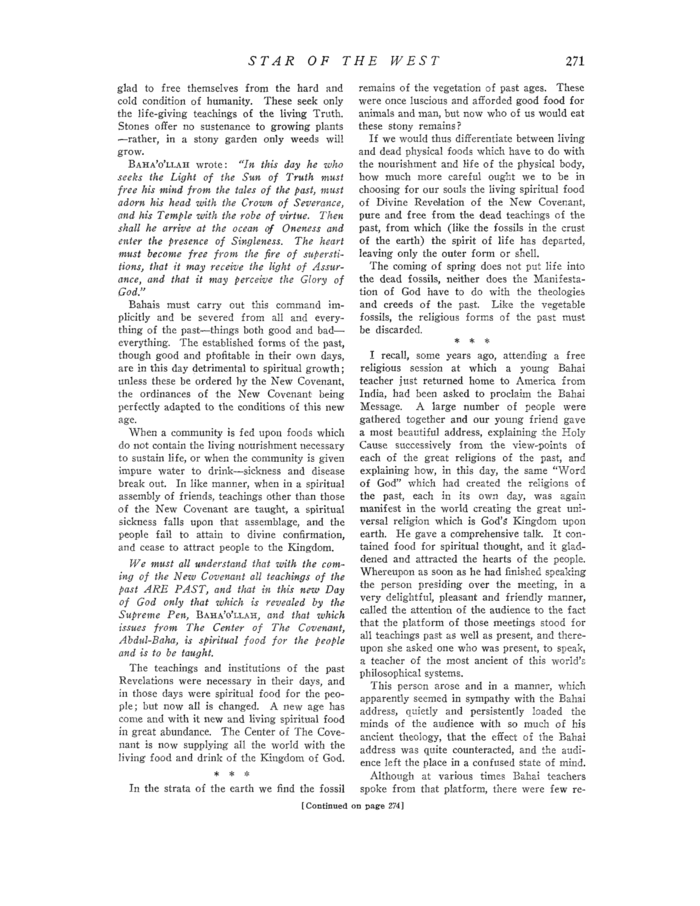 STAR OF THE WEST 271
glad to free themselves from the hard and
cold condition of humanity. These seek only
the life-giving teachings of the living Truth.
Stones offer no sustenance to growing plants
—rather, in a stony garden only weeds will
grow.
BAHA'O'LLAH wrote: "In this day he who
seeks the Light of the Sun of Truth must
free his mind from the tales of the past, must
adorn his head with the Crown of Severance,
and his Temple with the robe of virtue. Then
shall he arrive at the ocean of Oneness and
enter the presence of Singleness. The heart
must become free from the fire of supersti-
tions, that it may receive the light of Assur-
ance, and that it may perceive the Glory of
God."
Bahais must carry out this command im-
plicitly and be severed from all and every-
thing of the past—things both good and bad—
everything. The established forms of the past,
though good and profitable in their own days,
are in this day detrimental to spiritual growth;
unless these be ordered by the New Covenant,
the ordinances of the New Covenant being
perfectly adapted to the conditions of this new
age.
When a community is fed upon foods which
do not contain the living nourishment necessary
to sustain life, or when the community is given
impure water to drink—sickness and disease
break out. In like manner, when in a spiritual
assembly of friends, teachings other than those
of the New Covenant are taught, a spiritual
sickness falls upon that assemblage, and the
people fail to attain to divine confirmation,
and cease to attract people to the Kingdom.
We must all understand that with the com-
ing of the New Covenant all teachings of the
past ARE PAST, and that in this new Day
of God only that which is revealed by the
Supreme Pen, BAHA'O'LLAH, and that which
issues from The Center of The Covenant,
Abdul-Baha, is spiritual food for the people
and is to be taught.
The teachings and institutions of the past
Revelations were necessary in their days, and
in those days were spiritual food for the peo-
ple; but now all is changed. A new age has
come and with it new and living spiritual food
in great abundance. The Center of The Cove-
nant is now supplying all the world with the
living food and drink of the Kingdom of God.
* * *
In the strata of the earth we find the fossil
remains of the vegetation of past ages. These
were once luscious and afforded good food for
animals and man, but now who of us would eat
these stony remains?
If we would thus differentiate between living
and dead physical foods which have to do with
the nourishment and life of the physical body,
how much more careful ought we to be in
choosing for our souls the living spiritual food
of Divine Revelation of the New Covenant,
pure and free from the dead teachings of the
past, from which (like the fossils in the crust
of the earth) the spirit of life has departed,
leaving only the outer form or shell.
The coming of spring does not put life into
the dead fossils, neither does the Manifesta-
tion of God have to do with the theologies
and creeds of the past. Like the vegetable
fossils, the religious forms of the past must
be discarded.
* * *
I recall, some years ago, attending a free
religious session at which a young Bahai
teacher just returned home to America from
India, had been asked to proclaim the Bahai
Message. A large number of people were
gathered together and our young friend gave
a most beautiful address, explaining the Holy
Cause successively from the view-points of
each of the great religions of the past, and
explaining how, in this day, the same "Word
of God" which had created the religions of
the past, each in its own day, was again
manifest in the world creating the great uni-
versal religion which is God's Kingdom upon
earth. He gave a comprehensive talk. It con-
tained food for spiritual thought, and it glad-
dened and attracted the hearts of the people.
Whereupon as soon as he had finished speaking
the person presiding over the meeting, in a
very delightful, pleasant and friendly manner,
called the attention of the audience to the fact
that the platform of those meetings stood for
all teachings past as well as present, and there-
upon she asked one who was present, to speak,
a teacher of the most ancient of this world's
philosophical systems.
This person arose and in a manner, which
apparently seemed in sympathy with the Bahai
address, quietly and persistently loaded the
minds of the audience with so much of his
ancient theology, that the effect of the Bahai
address was quite counteracted, and the audi-
ence left the place in a confused state of mind.
Although at various times Bahai teachers
spoke from that platform, there were few re-
[Continued on page 274]